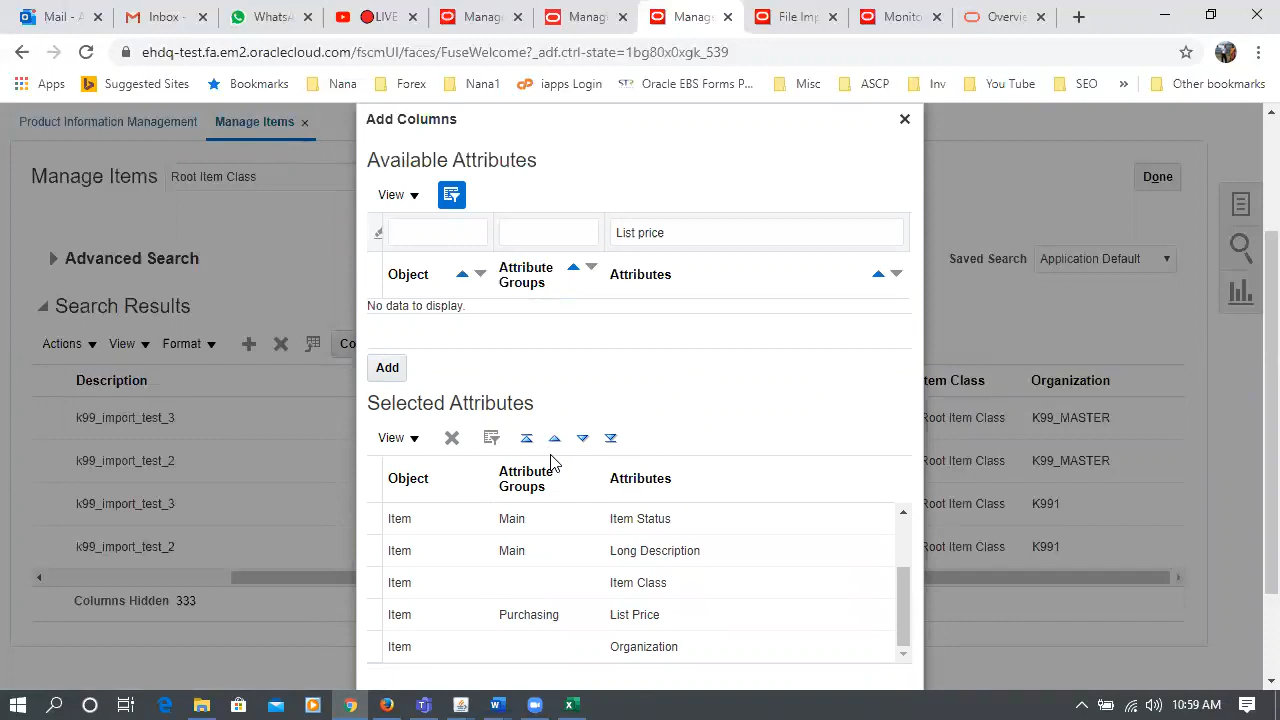 Mail
Inbox -
Whats
LIVE
Manag
Manag
Manag
File Imp
Monito
Overvie
ehdq-test.fa.em2.oraclecloud.com/fscmUI/faces/FuseWelcome?_adf.ctrl-state=1bg80x0xgk_539
Apps
Suggested Sites
Bookmarks
Nana
Forex
Nana1
iapps Login
Oracle EBS Forms P...
Misc
ASCP
Inv
You Tube
SEO
»
Other bookmarks
Product Information Management
Manage Items
Manage Items
Root Item Class
Done
Advanced Search
Saved Search
Application Default
Search Results
Actions
View
Format
Co
Description
tem Class
Organization
k99_import_test_3
Root Item Class
K99_MASTER
k99_import_test_2
Root Item Class
K99_MASTER
k99_import_test_3
Root Item Class
K991
k99_import_test_2
Root Item Class
K991
Columns Hidden 333
Add Columns
Available Attributes
View
List price
Object
Attribute
Groups
Attributes
No data to display.
Add
Selected Attributes
View
Object
Attribute
Groups
Attributes
Item Main Item Status
Item Main Long Description
Item Item Class
Item Purchasing List Price
Item Organization
10:59 AM